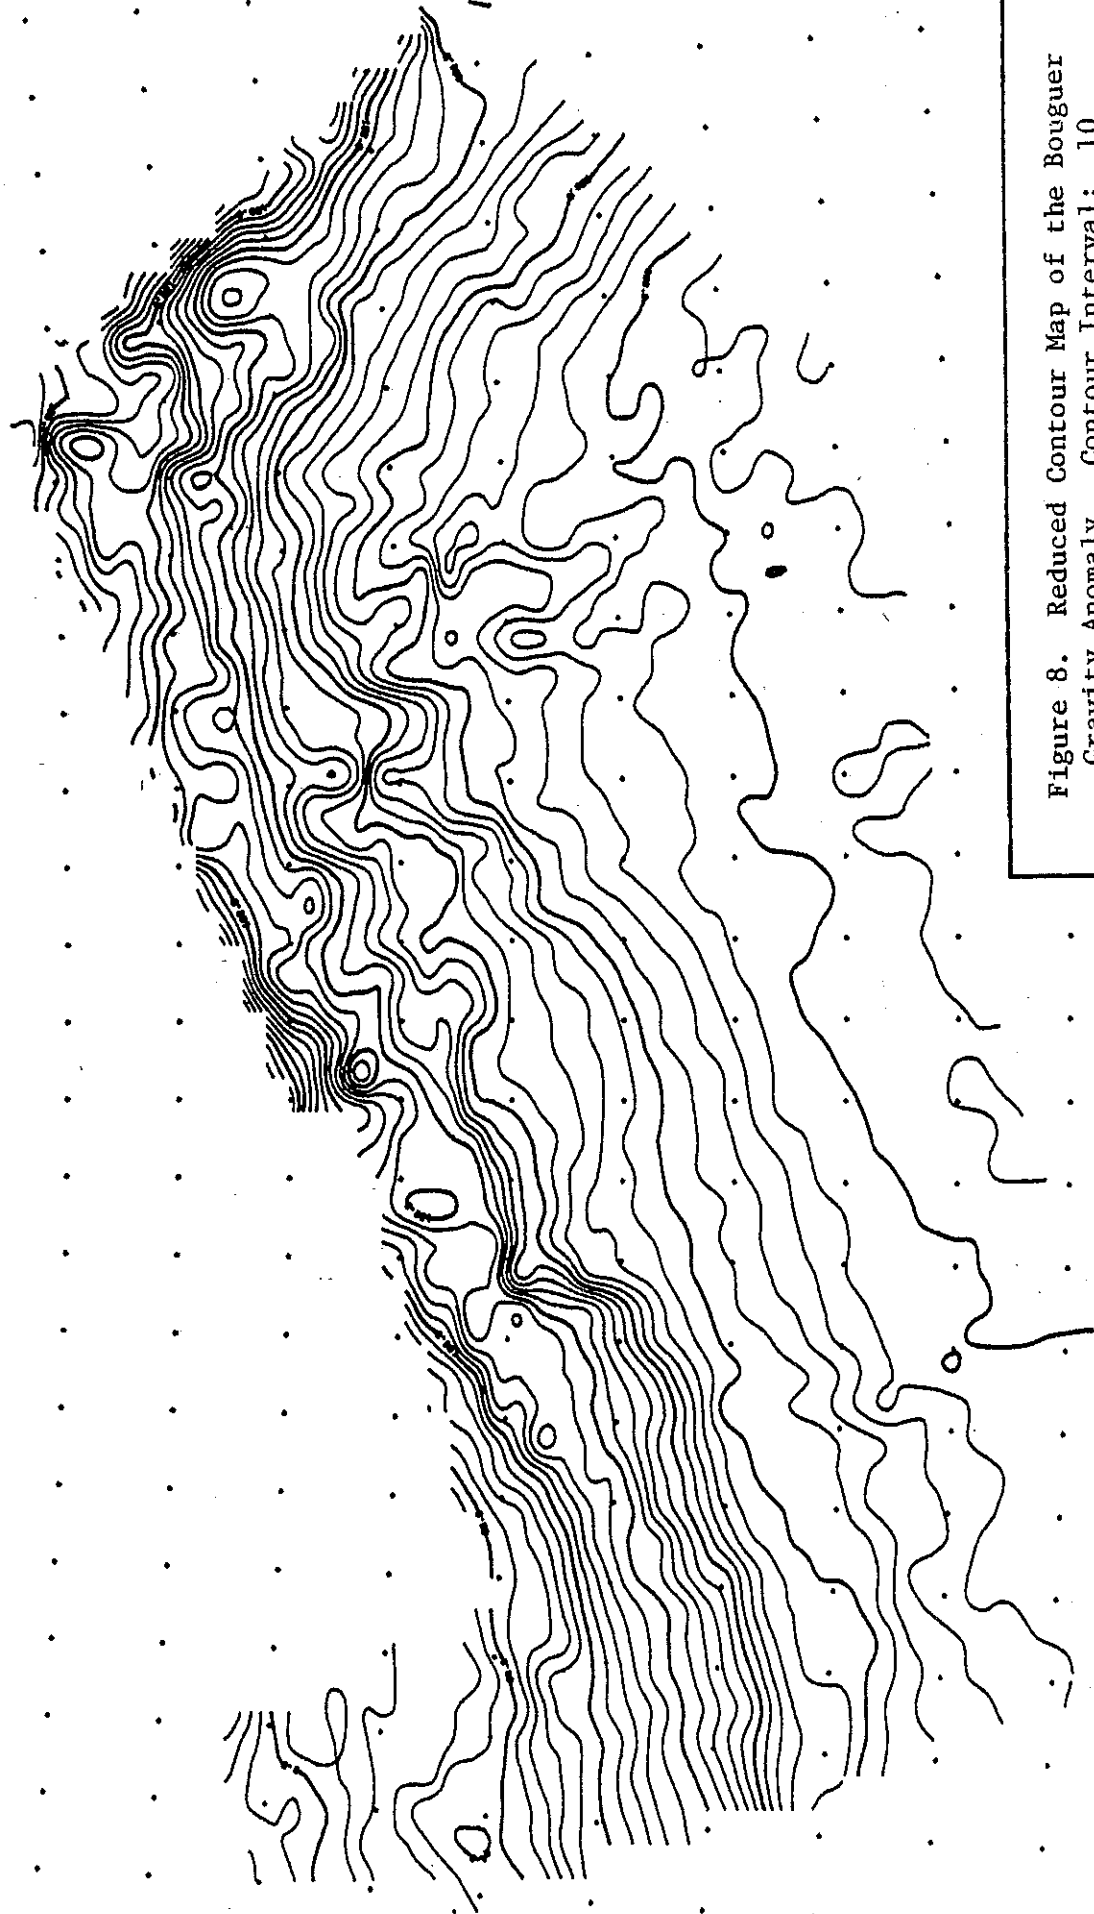 Figure 8. Reduced Contour Map of the Bouguer
Gravity Anomaly. Contour Interval: 10